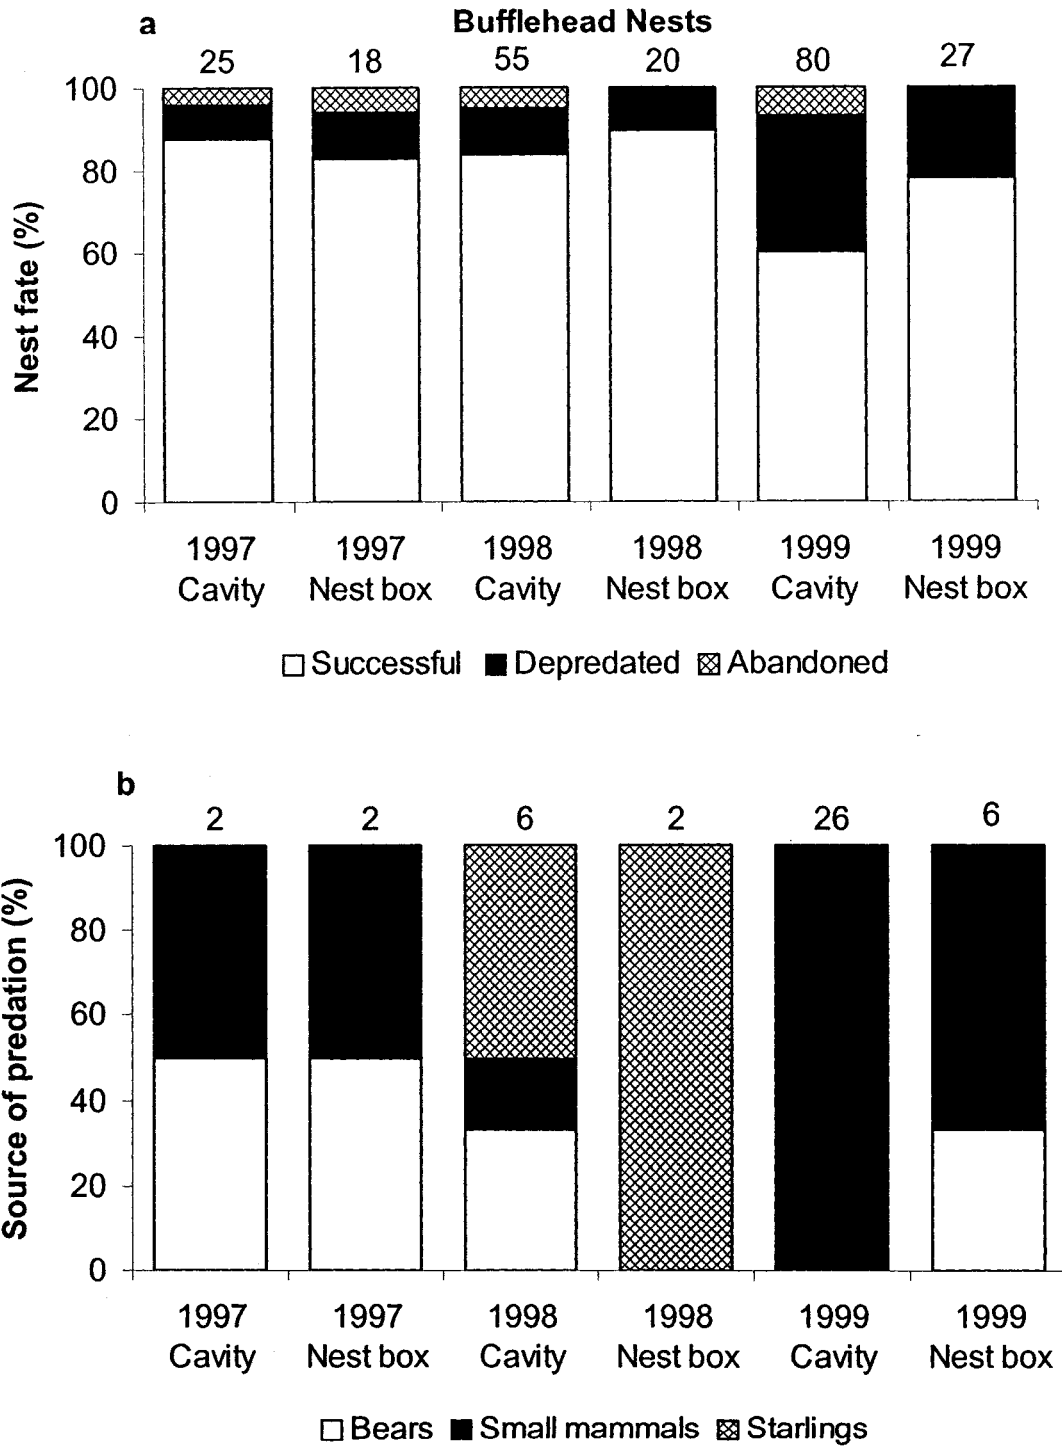 a Bufflehead Nests
25 18 55 20 80 27
100
80
60
40
20
0
Nest fate (%)
1997 1997 1998 1998 1999 1999
Cavity Nest box Cavity Nest box Cavity Nest box
Successful Depredated Abandoned
b
2 2 6 2 26 6
100
80
60
40
20
0
Source of predation (%)
1997 1997 1998 1998 1999 1999
Cavity Nest box Cavity Nest box Cavity Nest box
Bears Small mammals Starlings